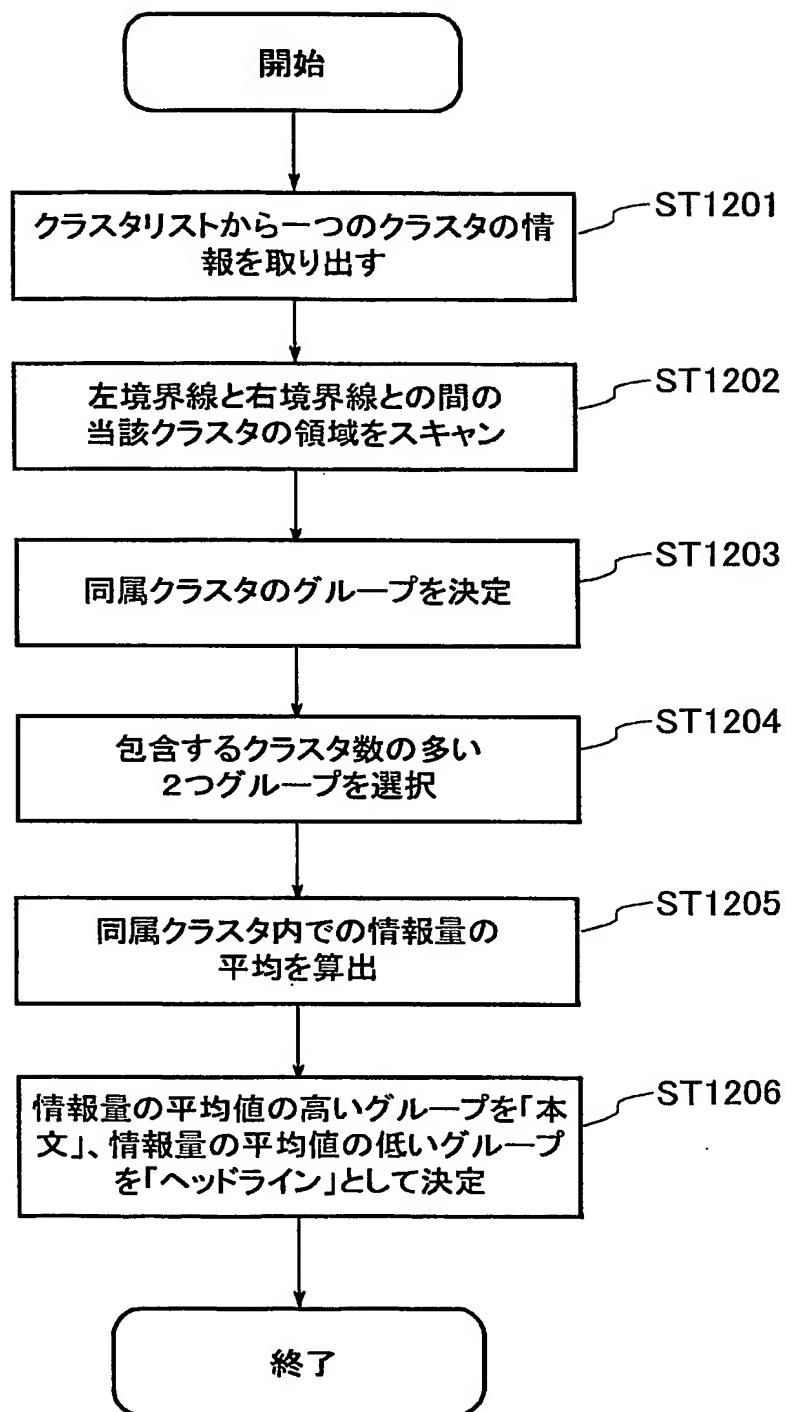 開始
クラスタリストから一つのクラスタの情
報を取り出す
ST1201
左境界線と右境界線との間の
当該クラスタの領域をスキャン
ST1202
同属クラスタのグループを決定
ST1203
包含するクラスタ数の多い
2つグループを選択
ST1204
同属クラスタ内での情報量の
平均を算出
ST1205
情報量の平均値の高いグループを「本
文」、情報量の平均値の低いグループ
を「ヘッドライン」として決定
ST1206
終了